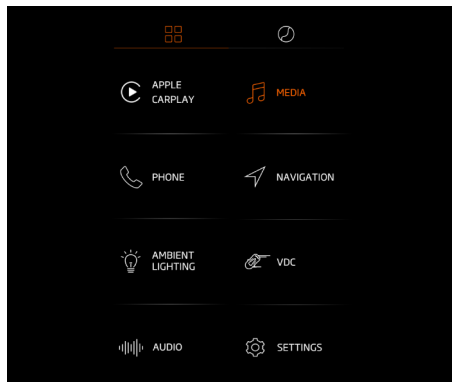 APPLE
CARPLAY
MEDIA
PHONE
NAVIGATION
AMBIENT
LIGHTING
VDC
AUDIO
SETTINGS